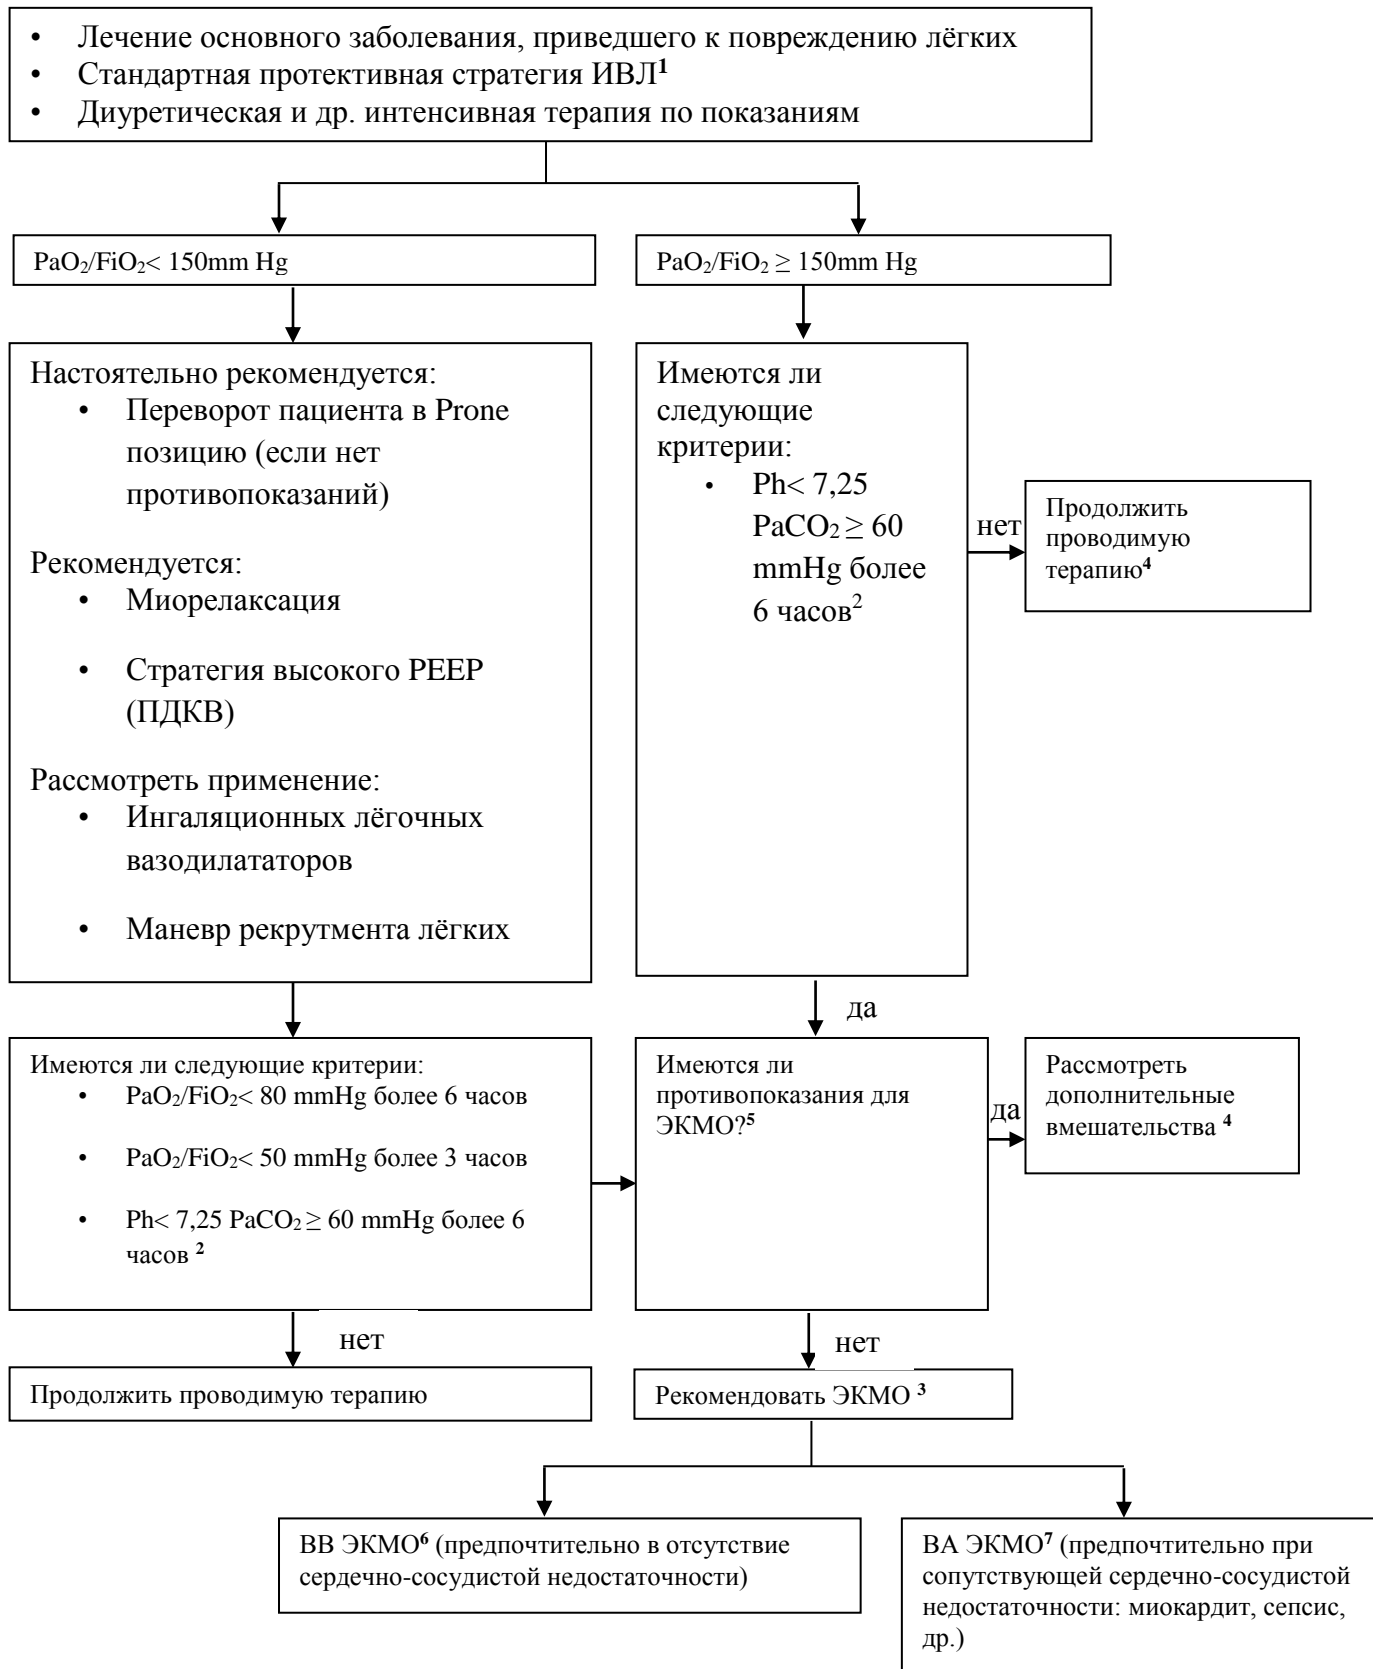 • Лечение основного заболевания, приведшего к повреждению лёгких
• Стандартная протективная стратегия ИВЛ¹
• Диуретическая и др. интенсивная терапия по показаниям
PaO₂/FiO₂< 150mm Hg
PaO₂/FiO₂ ≥ 150mm Hg
Настоятельно рекомендуется:
• Переворот пациента в Prone
позицию (если нет
противопоказаний)
Рекомендуется:
• Миорелаксация
• Стратегия высокого PEEP
(ПДКВ)
Рассмотреть применение:
• Ингаляционных лёгочных
вазодилататоров
• Маневр рекрутмента лёгких
Имеются ли
следующие
критерии:
• Ph< 7,25
PaCO₂ ≥ 60
mmHg более
6 часов²
нет
Продолжить
проводимую
терапию⁴
да
Имеются ли следующие критерии:
• PaO₂/FiO₂< 80 mmHg более 6 часов
• PaO₂/FiO₂< 50 mmHg более 3 часов
• Ph< 7,25 PaCO₂ ≥ 60 mmHg более 6
часов ²
Имеются ли
противопоказания для
ЭКМО?⁵
да
Рассмотреть
дополнительные
вмешательства ⁴
нет
нет
Продолжить проводимую терапию
Рекомендовать ЭКМО ³
ВВ ЭКМО⁶ (предпочтительно в отсутствие
сердечно-сосудистой недостаточности)
ВА ЭКМО⁷ (предпочтительно при
сопутствующей сердечно-сосудистой
недостаточности: миокардит, сепсис,
др.)